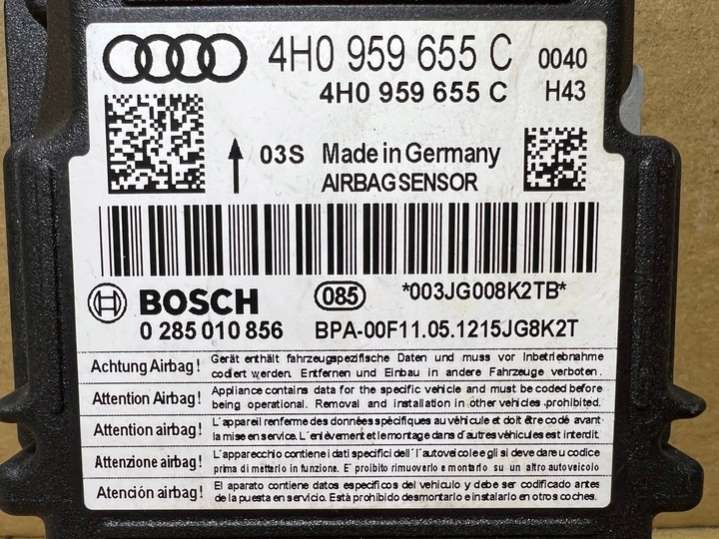 4H0 959 655 C 0040
4H0 959 655 C H43
03S Made in Germany
AIRBAGSENSOR
BOSCH 085 *003JG008K2TB*
0 285 010 856 BPA-00F11.05.1215JG8K2T
Achtung Airbag! Gerät enthält fahrzeugspezifische Daten und muss vor Inbetriebnahme
codiert werden. Entfernen und Einbau in andere Fahrzeuge verboten.
Attention Airbag! Appliance contains data for the specific vehicle and must be coded before
being operational. Removal and installation in other vehicles prohibited.
Attention airbag! L'appareil renferme des données spécifiques au véhicule et doit être codé avant
la mise en service. L'enlèvement et le montage dans d'autres véhicules est interdit.
Attenzione airbag! L'apparecchio contiene i dati specifici dell'l'autoveicolo e gli si deve dare u codice
prima di metterlo in funzione. E' proibito rimuoverlo e montarlo su un altro autoveicolo
Atención airbag! El aparato contiene datos especificos del vehículo y debe ser codificado antes
de la puesta en servicio. Está prohibido desmontarlo e instalarlo en otros coches.